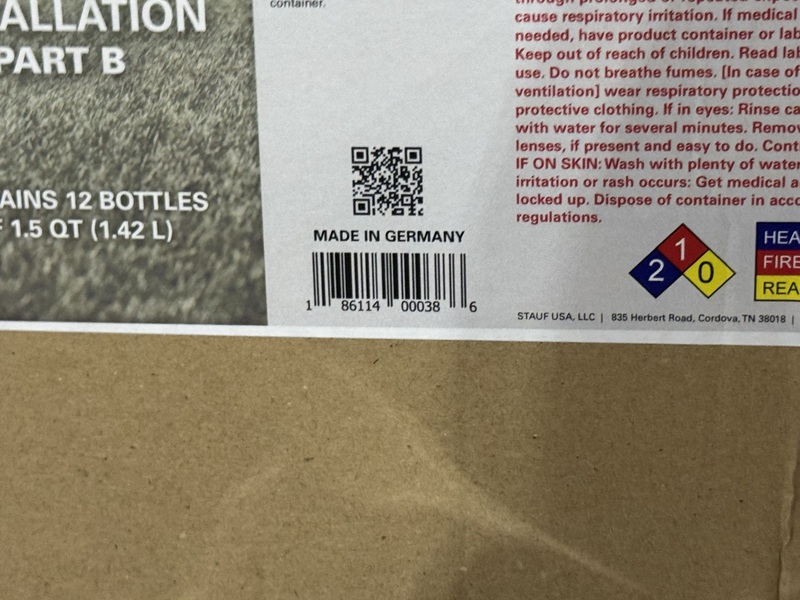 ALLATION
PART B
AINS 12 BOTTLES
1.5 QT (1.42 L)
container.
MADE IN GERMANY
1 86114 00038 6
cause respiratory irritation. If medical
needed, have product container or lab
Keep out of reach of children. Read lab
use. Do not breathe fumes. [In case of
ventilation] wear respiratory protectio
protective clothing. If in eyes: Rinse ca
with water for several minutes. Remov
lenses, if present and easy to do. Cont
IF ON SKIN: Wash with plenty of water
irritation or rash occurs: Get medical a
locked up. Dispose of container in acco
regulations.
1
2 0
HEA
FIRE
REA
STAUF USA, LLC | 835 Herbert Road, Cordova, TN 38018 |